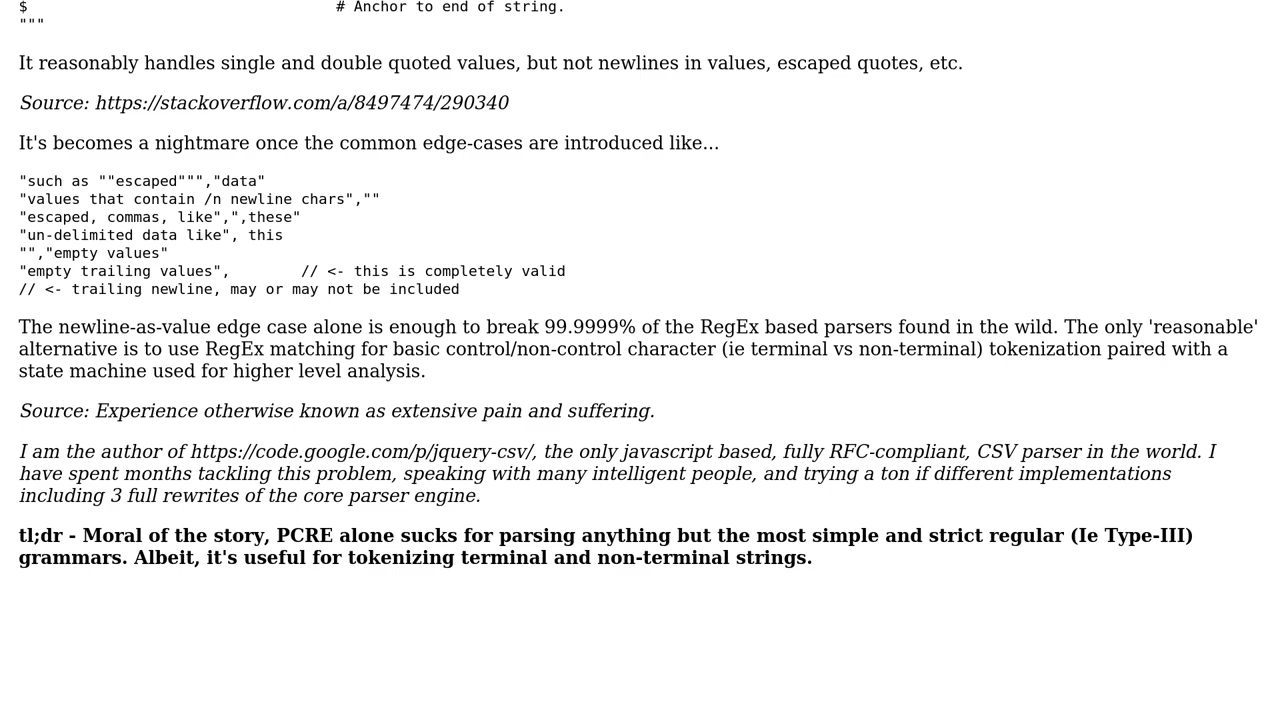 $                                   # Anchor to end of string.
"""
It reasonably handles single and double quoted values, but not newlines in values, escaped quotes, etc.
Source: https://stackoverflow.com/a/8497474/290340
It's becomes a nightmare once the common edge-cases are introduced like...
"such as ""escaped""","data"
"values that contain /n newline chars",""
"escaped, commas, like",",these"
"un-delimited data like", this
"","empty values"
"empty trailing values",        // <- this is completely valid
// <- trailing newline, may or may not be included
The newline-as-value edge case alone is enough to break 99.9999% of the RegEx based parsers found in the wild. The only 'reasonable'
alternative is to use RegEx matching for basic control/non-control character (ie terminal vs non-terminal) tokenization paired with a
state machine used for higher level analysis.
Source: Experience otherwise known as extensive pain and suffering.
I am the author of https://code.google.com/p/jquery-csv/, the only javascript based, fully RFC-compliant, CSV parser in the world. I
have spent months tackling this problem, speaking with many intelligent people, and trying a ton if different implementations
including 3 full rewrites of the core parser engine.
tl;dr - Moral of the story, PCRE alone sucks for parsing anything but the most simple and strict regular (Ie Type-III)
grammars. Albeit, it's useful for tokenizing terminal and non-terminal strings.